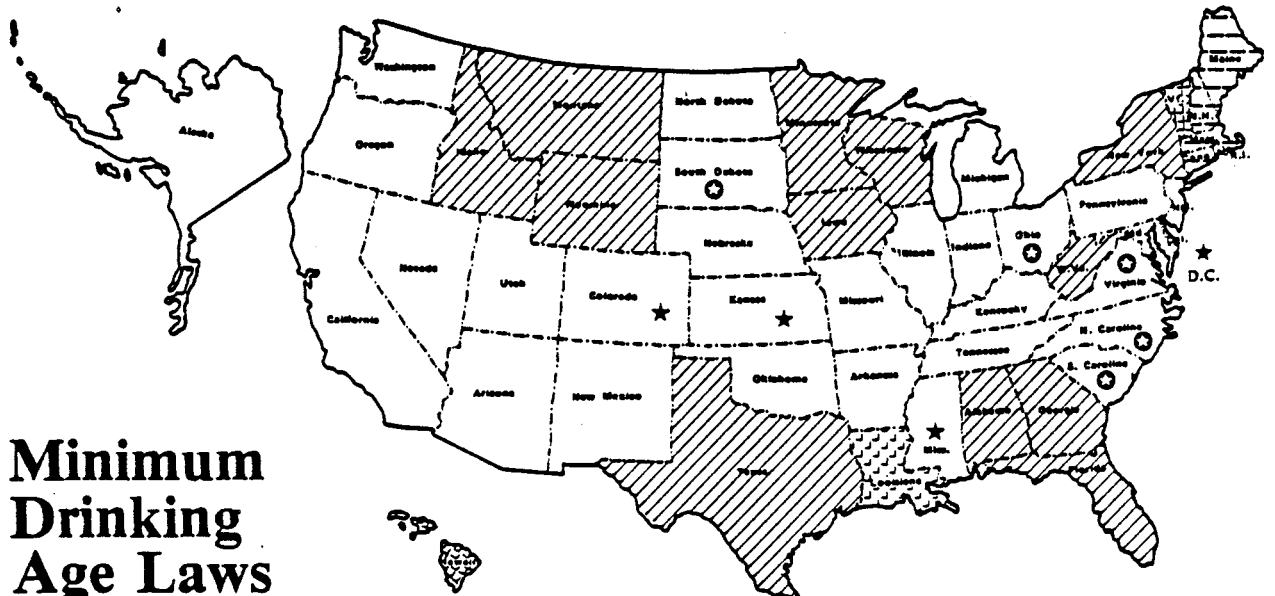 Washington
Montana
North Dakota
Minnesota
Maine
Alaska
Oregon
Idaho
South Dakota
Wisconsin
Michigan
New York
N.H.
Wyoming
Iowa
Pennsylvania
Nebraska
Illinois
Indiana
Ohio
Md.
D.C.
Nevada
Utah
Colorado
Kansas
Missouri
W.Va.
Virginia
California
Kentucky
N. Carolina
Tennessee
S. Carolina
Arizona
New Mexico
Oklahoma
Arkansas
Alabama
Georgia
Miss.
Texas
Louisiana
Florida
Hawaii
Minimum
Drinking
Age Laws